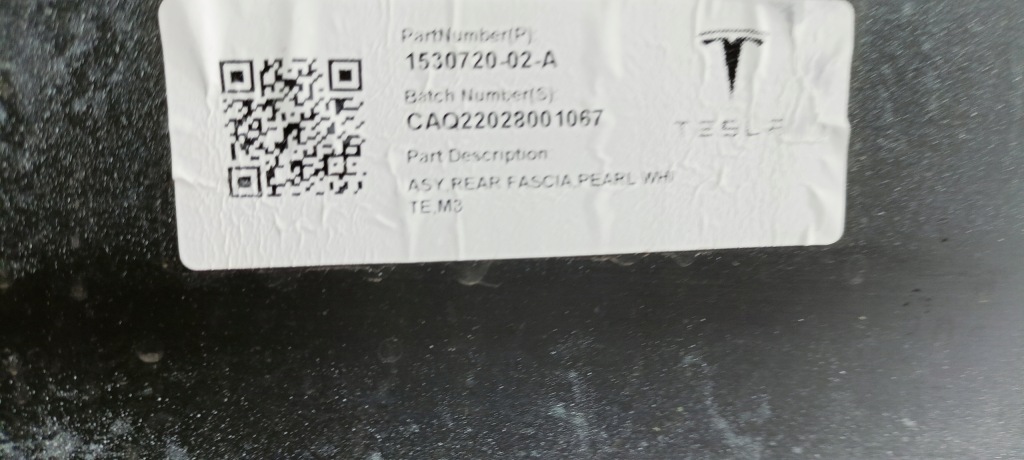 PartNumber(P)
1530720-02-A
Batch Number(S)
CAQ22028001067
Part Description
ASY,REAR FASCIA,PEARL WHI
TE,M3
TESLA